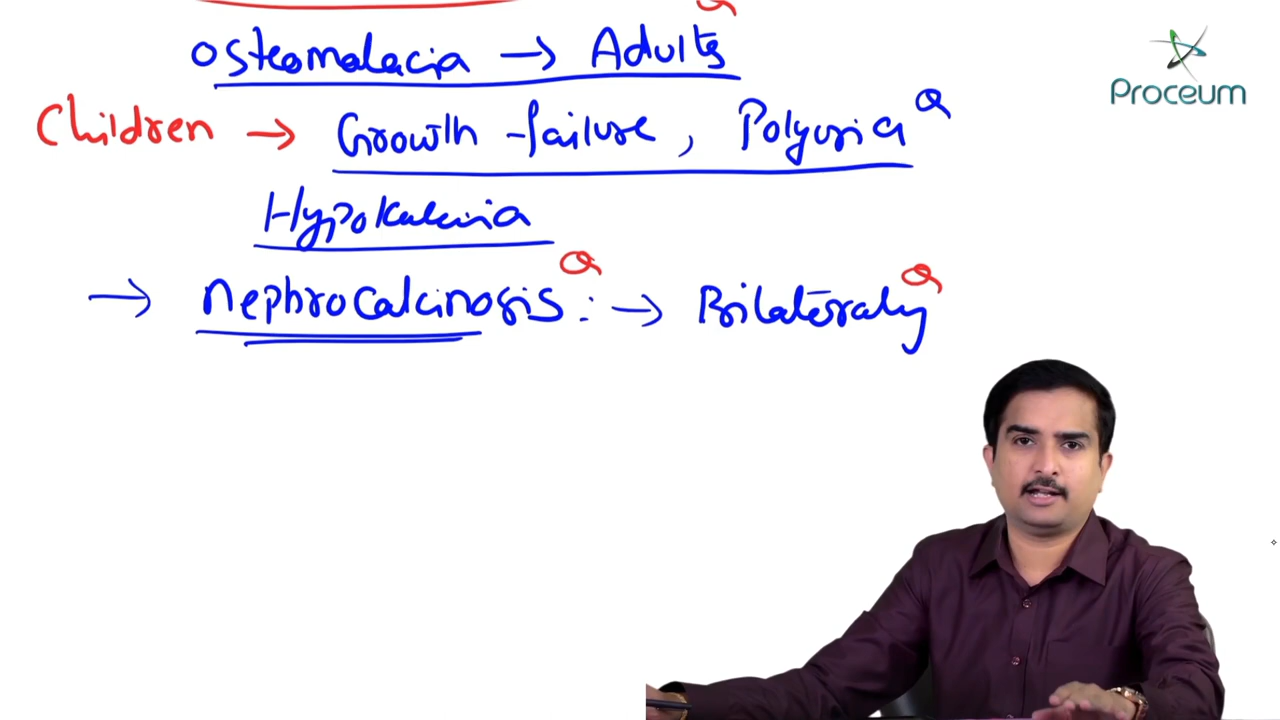 Osteomalacia → Adults
Proceum
Children → Growth-failure, Polyuria Q
Hypokalemia
→ nephrocalcinosis Q : → Bilateraly Q